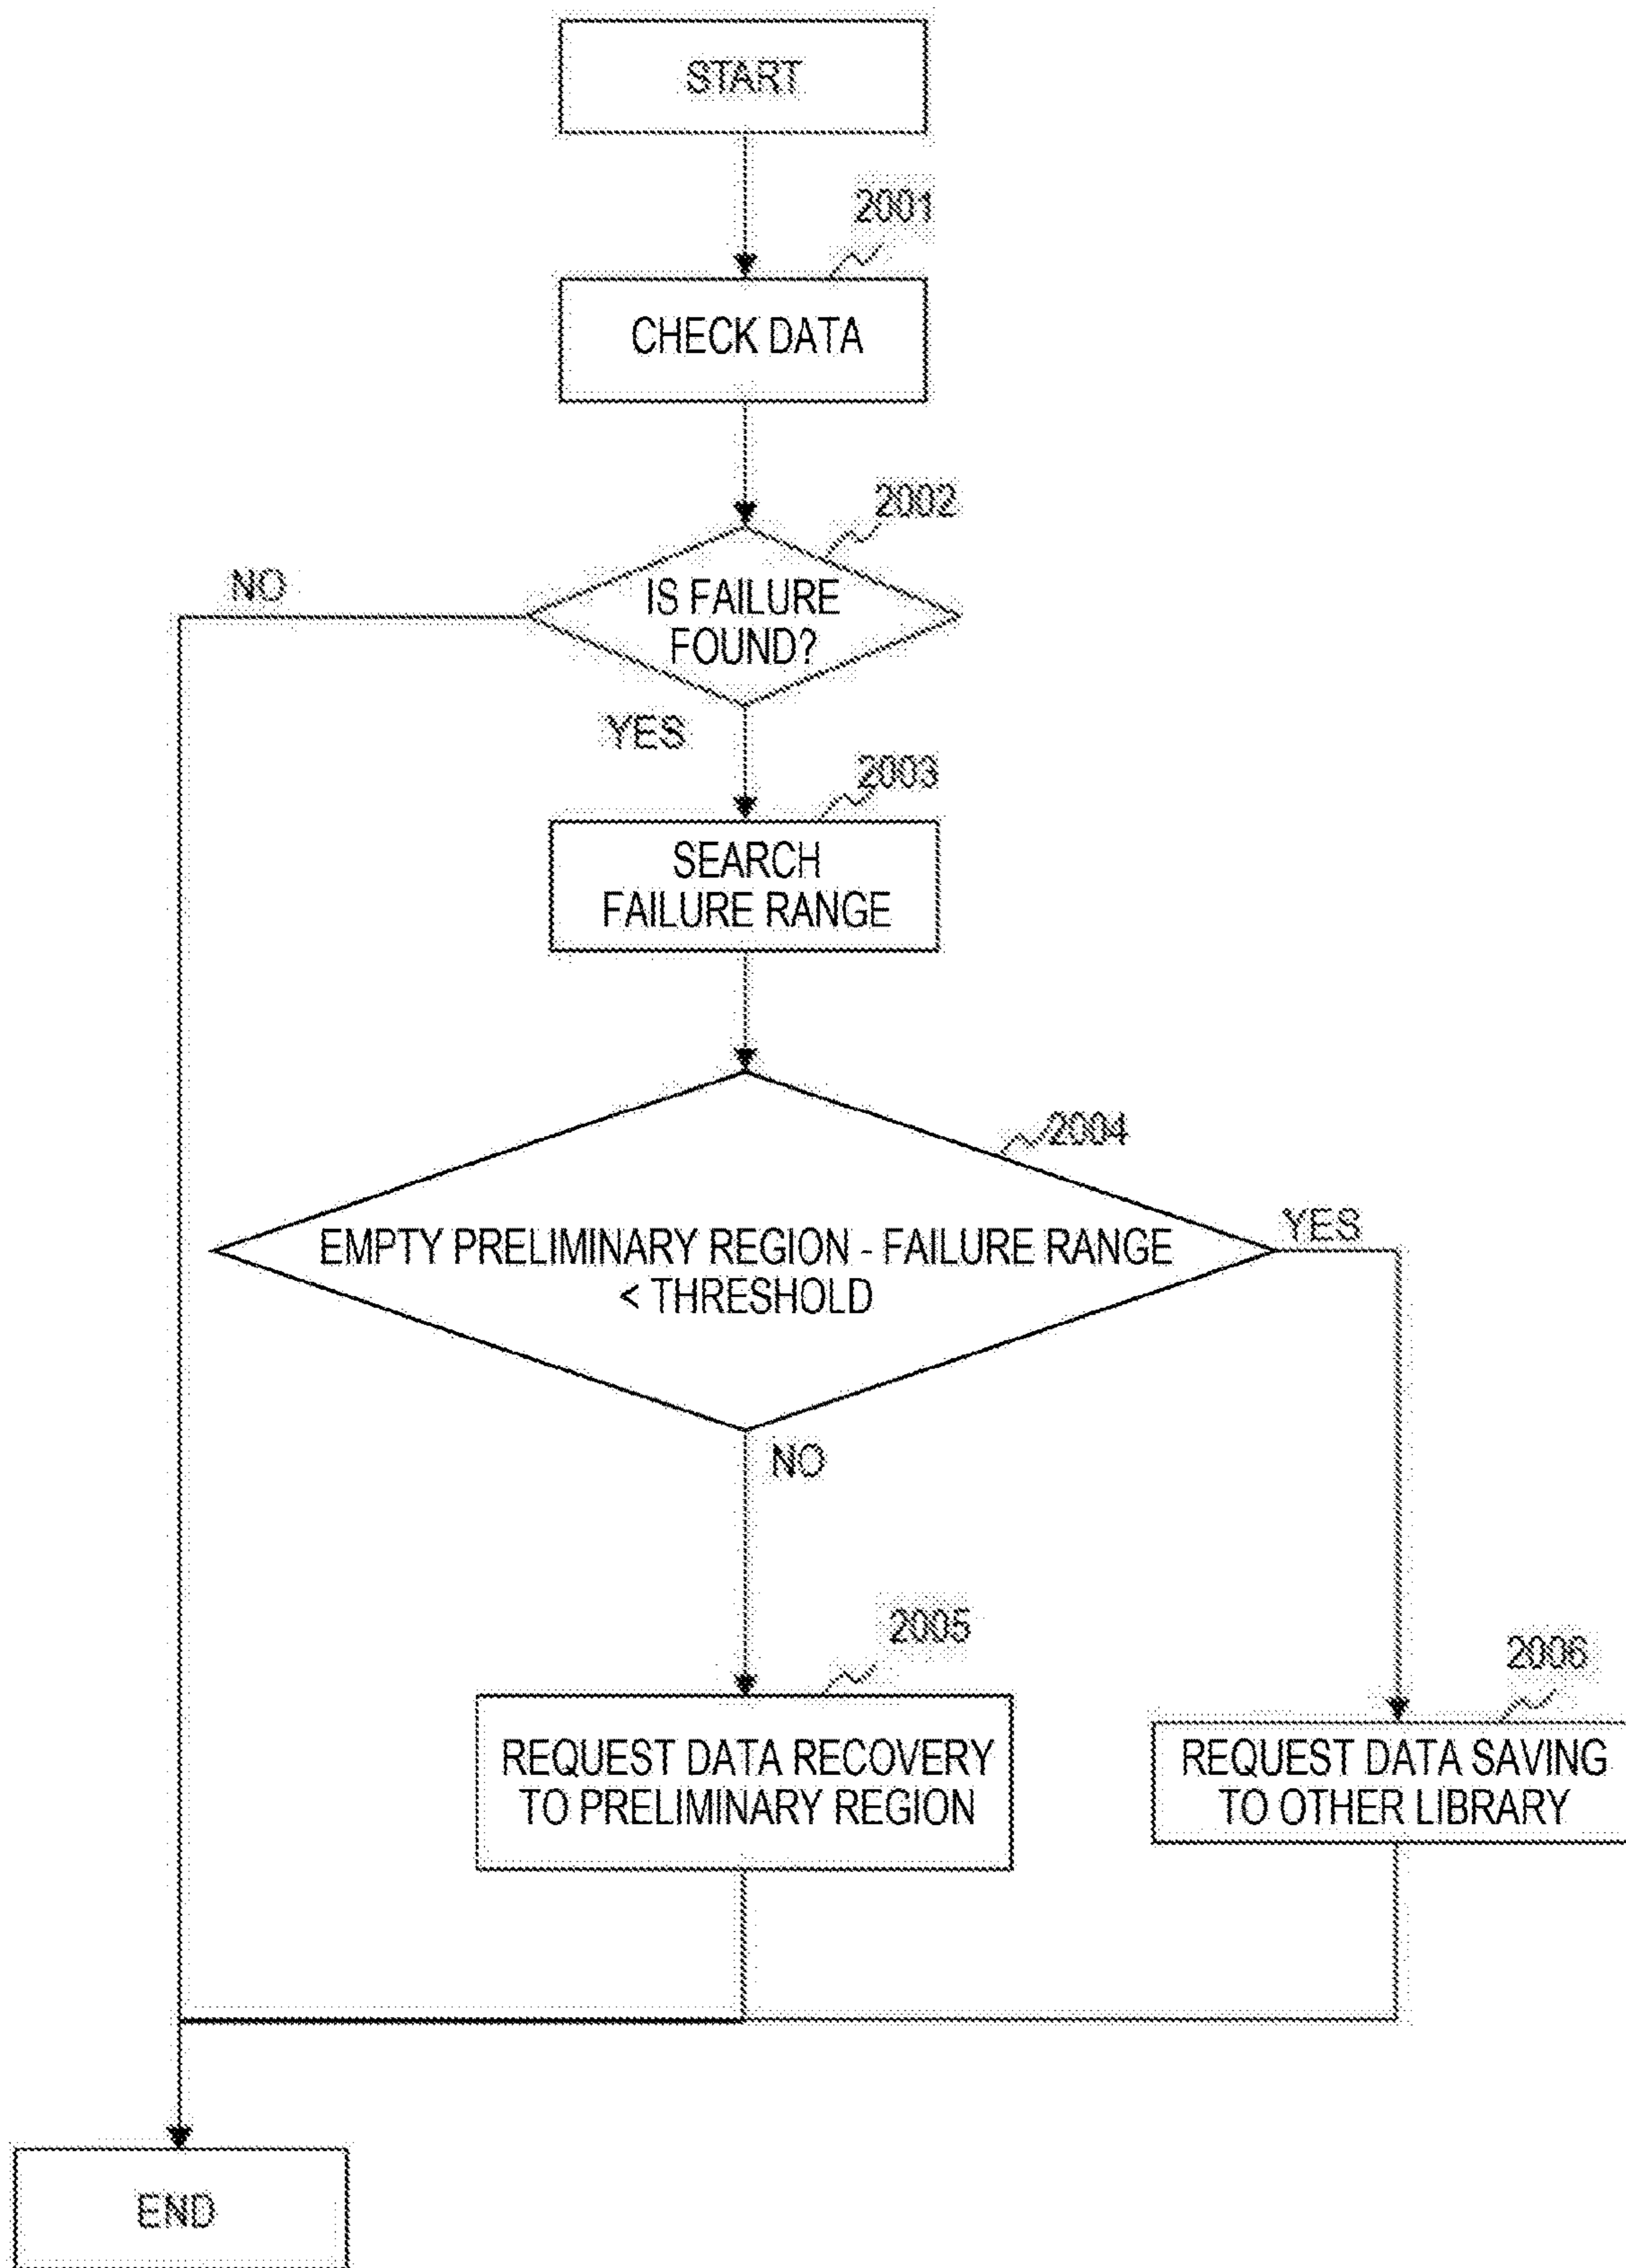 START
2001
CHECK DATA
2002
NO
IS FAILURE
FOUND?
YES
2003
SEARCH
FAILURE RANGE
2004
YES
EMPTY PRELIMINARY REGION - FAILURE RANGE
< THRESHOLD
NO
2005
2006
REQUEST DATA RECOVERY
TO PRELIMINARY REGION
REQUEST DATA SAVING
TO OTHER LIBRARY
END